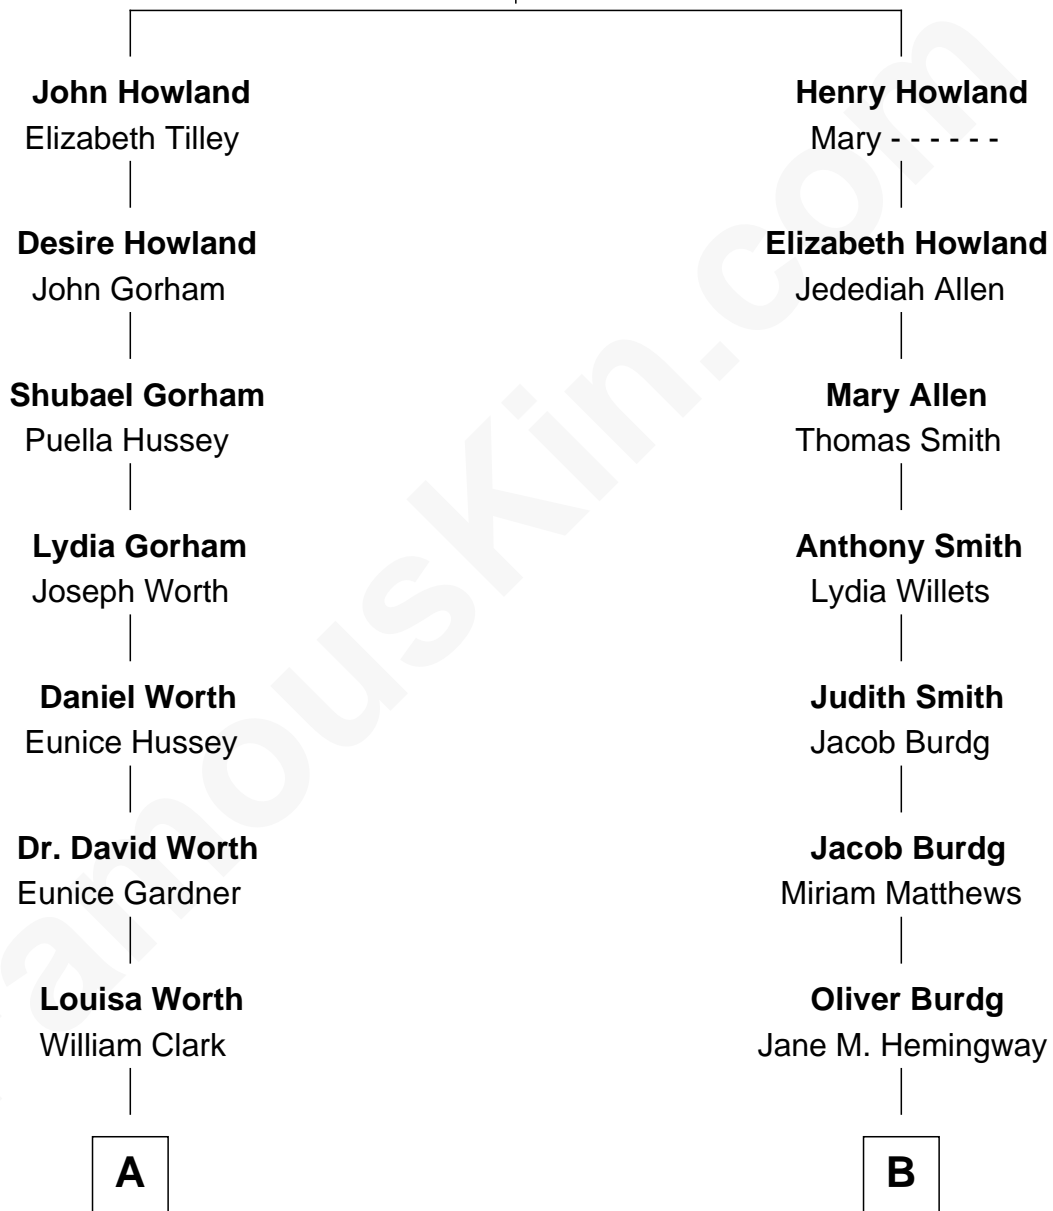 John Howland
Elizabeth Tilley
Henry Howland
Mary - - - - - -
Desire Howland
John Gorham
Elizabeth Howland
Jedediah Allen
Shubael Gorham
Puella Hussey
Mary Allen
Thomas Smith
Lydia Gorham
Joseph Worth
Anthony Smith
Lydia Willets
Daniel Worth
Eunice Hussey
Judith Smith
Jacob Burdg
Dr. David Worth
Eunice Gardner
Jacob Burdg
Miriam Matthews
Louisa Worth
William Clark
Oliver Burdg
Jane M. Hemingway
A
B
amouskin.com